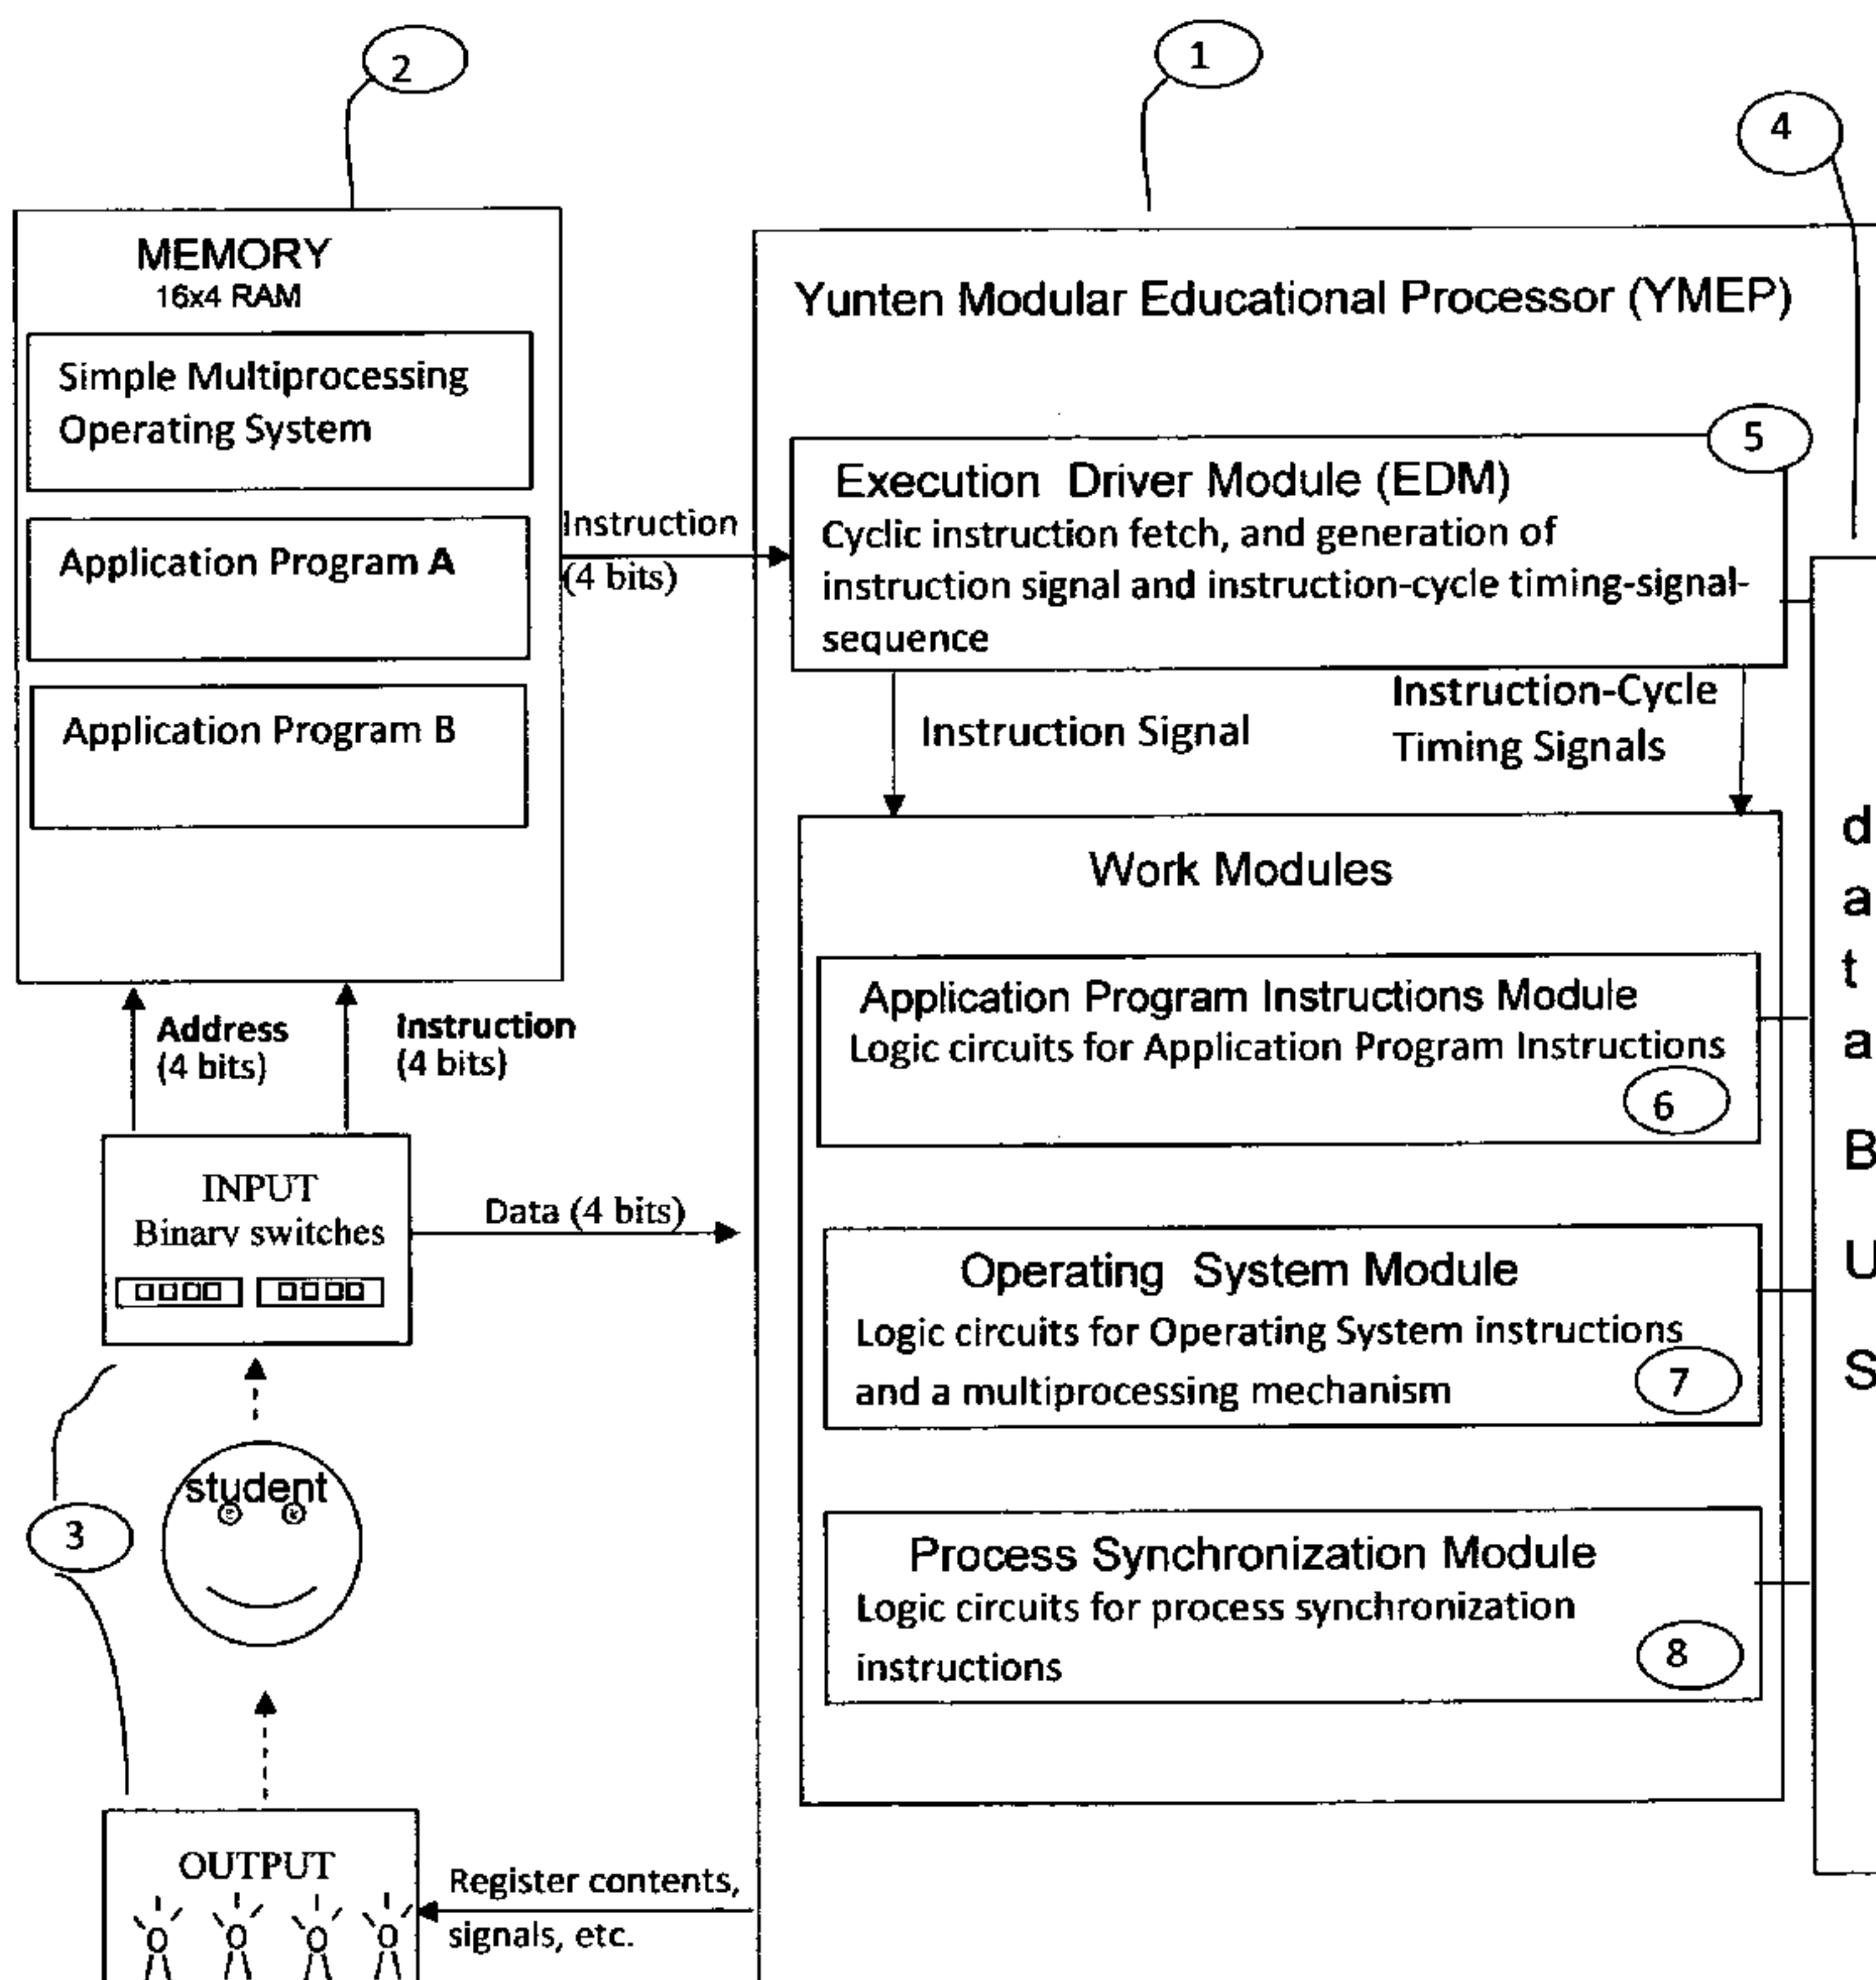 2
1
4
MEMORY
16x4 RAM
Simple Multiprocessing
Operating System
Application Program A
Application Program B
Instruction
(4 bits)
Yunten Modular Educational Processor (YMEP)
5
Execution Driver Module (EDM)
Cyclic instruction fetch, and generation of
instruction signal and instruction-cycle timing-signal-
sequence
Instruction Signal
Instruction-Cycle
Timing Signals
Work Modules
Application Program Instructions Module
Logic circuits for Application Program Instructions
6
Operating System Module
Logic circuits for Operating System instructions
and a multiprocessing mechanism
7
Process Synchronization Module
Logic circuits for process synchronization
instructions
8
d
a
t
a
B
U
S
Address
(4 bits)
Instruction
(4 bits)
INPUT
Binary switches
Data (4 bits)
student
3
OUTPUT
Register contents,
signals, etc.